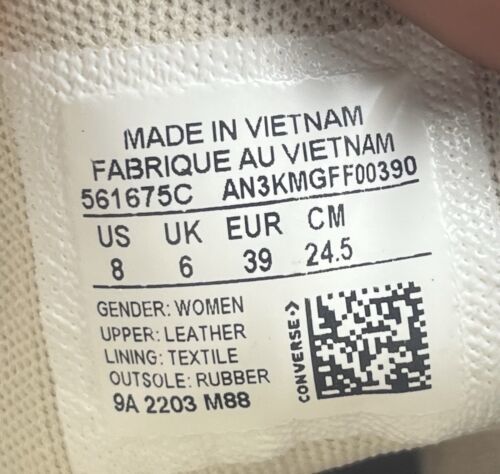 MADE IN VIETNAM
FABRIQUE AU VIETNAM
561675C AN3KMGFF00390
US UK EUR CM
8 6 39 24.5
GENDER: WOMEN
UPPER: LEATHER
LINING: TEXTILE
OUTSOLE: RUBBER
9A 2203 M88
CONVERSE